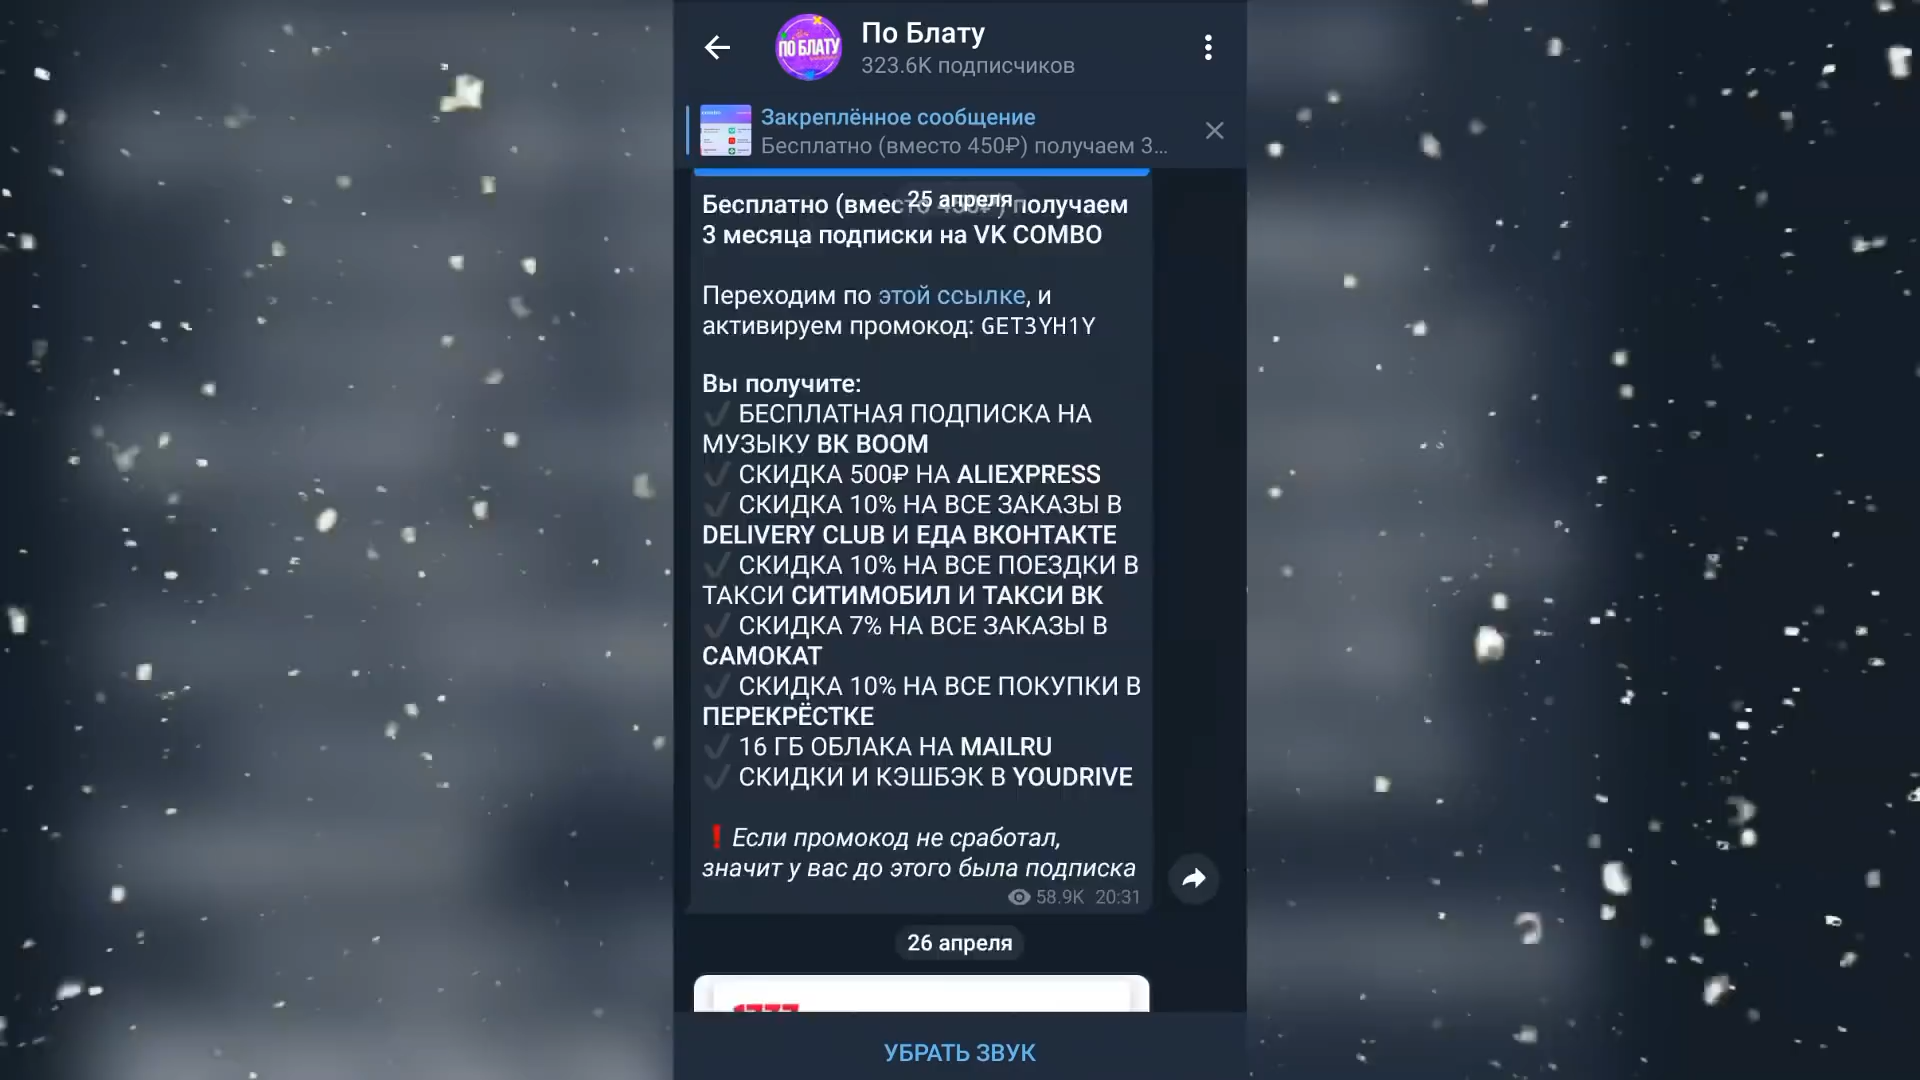 ПО БЛАТУ
По Блату
323.6K подписчиков
Закреплённое сообщение
Бесплатно (вместо 450₽) получаем 3...
25 апреля
Бесплатно (вместо 450₽) получаем
3 месяца подписки на VK COMBO
Переходим по этой ссылке, и
активируем промокод: GET3YH1Y
Вы получите:
✔ БЕСПЛАТНАЯ ПОДПИСКА НА
МУЗЫКУ ВК BOOM
✔ СКИДКА 500₽ НА ALIEXPRESS
✔ СКИДКА 10% НА ВСЕ ЗАКАЗЫ В
DELIVERY CLUB И ЕДА ВКОНТАКТЕ
✔ СКИДКА 10% НА ВСЕ ПОЕЗДКИ В
ТАКСИ СИТИМОБИЛ И ТАКСИ ВК
✔ СКИДКА 7% НА ВСЕ ЗАКАЗЫ В
САМОКАТ
✔ СКИДКА 10% НА ВСЕ ПОКУПКИ В
ПЕРЕКРЁСТКЕ
✔ 16 ГБ ОБЛАКА НА MAILRU
✔ СКИДКИ И КЭШБЭК В YOUDRIVE
❗Если промокод не сработал,
значит у вас до этого была подписка
58.9K 20:31
26 апреля
УБРАТЬ ЗВУК